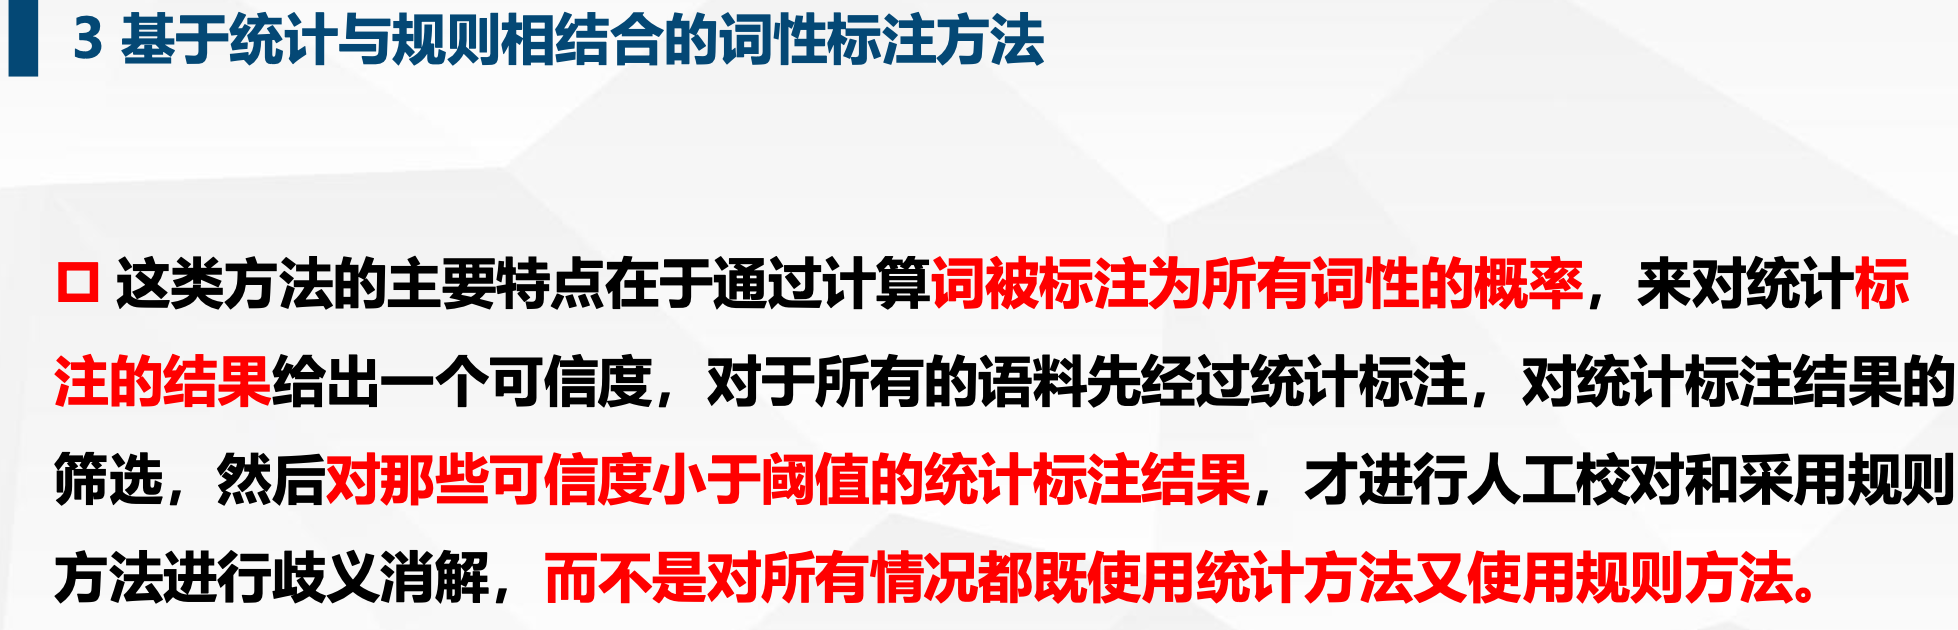 3 基于统计与规则相结合的词性标注方法
这类方法的主要特点在于通过计算词被标注为所有词性的概率，来对统计标
注的结果给出一个可信度，对于所有的语料先经过统计标注，对统计标注结果的
筛选，然后对那些可信度小于阈值的统计标注结果，才进行人工校对和采用规则
方法进行歧义消解，而不是对所有情况都既使用统计方法又使用规则方法。